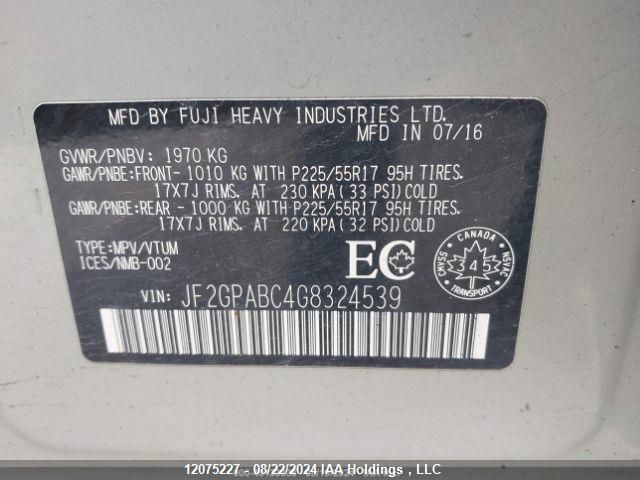 MFD BY FUJI HEAVY INDUSTRIES LTD.
MFD IN 07/16
GVWR/PNBV: 1970 KG
GAWR/PNBE:FRONT- 1010 KG WITH P225/55R17 95H TIRES.
17X7J RIMS. AT 230 KPA(33 PSI)COLD
GAWR/PNBE:REAR - 1000 KG WITH P225/55R17 95H TIRES.
17X7J RIMS. AT 220 KPA(32 PSI)COLD
TYPE:MPV/VTUM
ICES/NMB-002
EC
CANADA
CMVSS
345
NSVAC
TRANSPORT
VIN: JF2GPABC4G8324539
12075227 - 08/22/2024 IAA Holdings , LLC